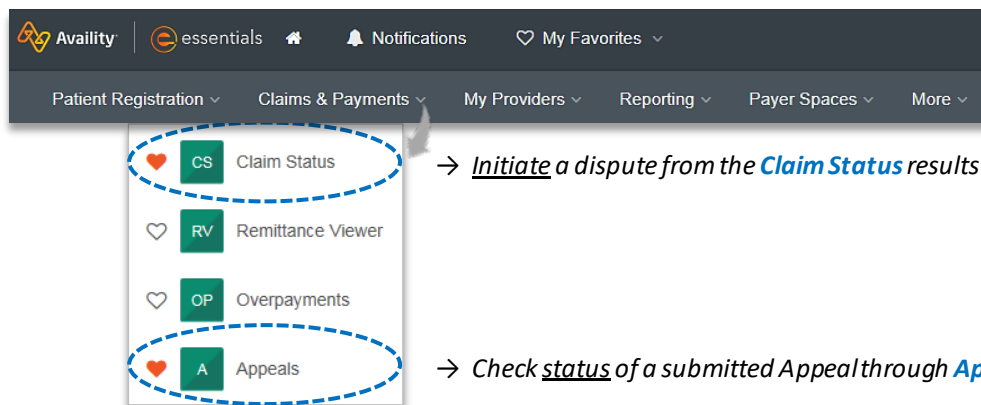 Availity essentials Notifications My Favorites
Patient Registration Claims & Payments My Providers Reporting Payer Spaces More
CS Claim Status → Initiate a dispute from the Claim Status results
RV Remittance Viewer
OP Overpayments
A Appeals → Check status of a submitted Appeal through Ap